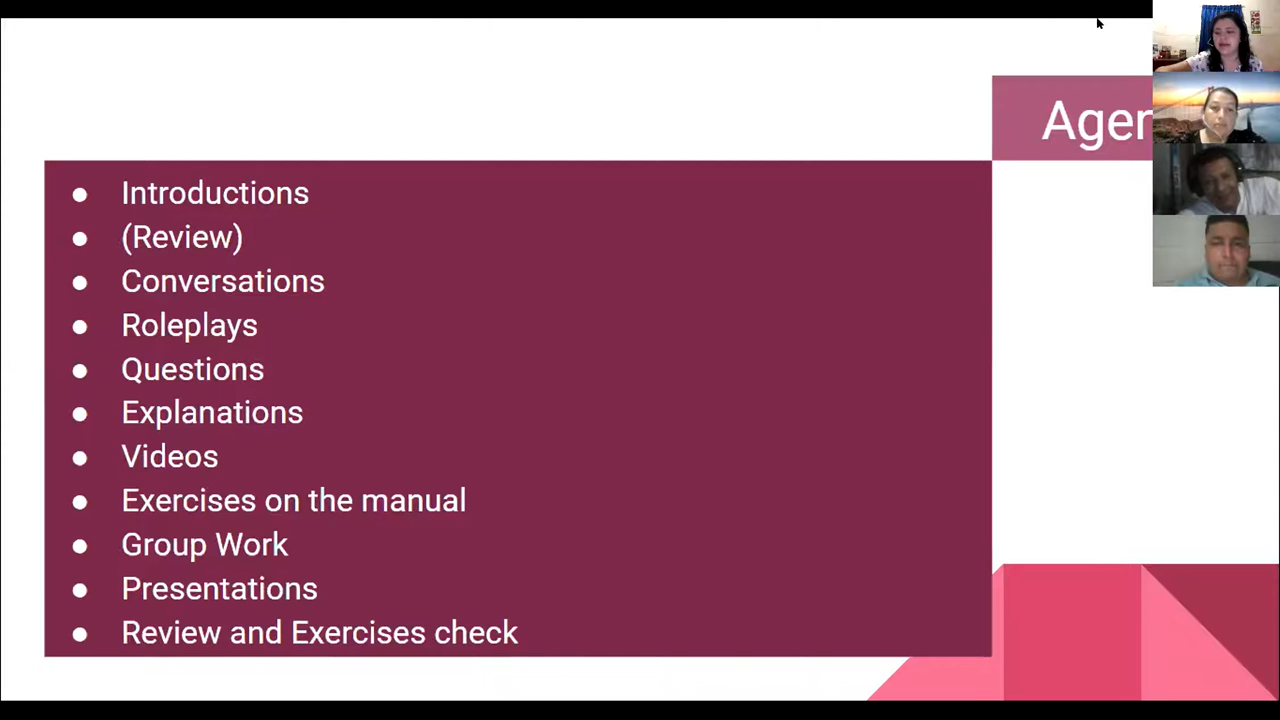 Agen
● Introductions
● (Review)
● Conversations
● Roleplays
● Questions
● Explanations
● Videos
● Exercises on the manual
● Group Work
● Presentations
● Review and Exercises check